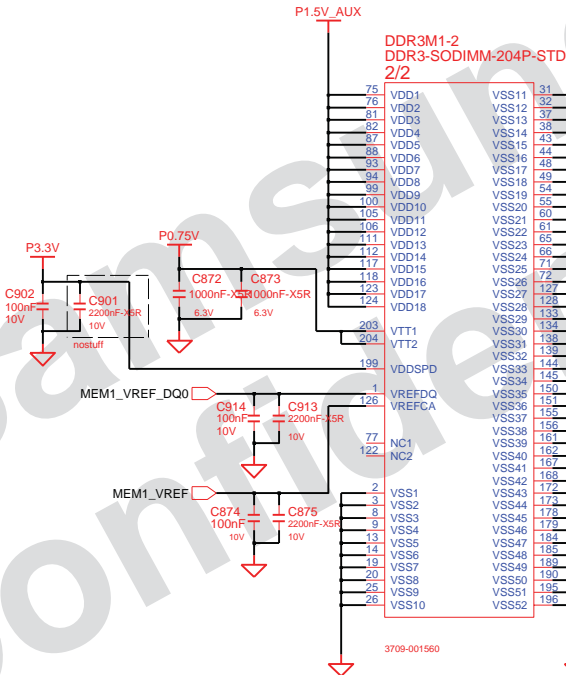 P1.5V_AUX
DDR3M1-2
DDR3-SODIMM-204P-STD
2/2
75 VDD1 VSS11 31
76 VDD2 VSS12 32
81 VDD3 VSS13 37
82 VDD4 VSS14 38
87 VDD5 VSS15 43
88 VDD6 VSS16 44
93 VDD7 VSS17 48
94 VDD8 VSS18 49
99 VDD9 VSS19 54
100 VDD10 VSS20 55
105 VDD11 VSS21 60
106 VDD12 VSS22 61
111 VDD13 VSS23 65
112 VDD14 VSS24 66
117 VDD15 VSS25 71
118 VDD16 VSS26 72
123 VDD17 VSS27 127
124 VDD18 VSS28 128
VSS29 133
203 VTT1 VSS30 134
204 VTT2 VSS31 138
VSS32 139
199 VDDSPD VSS33 144
VSS34 145
1 VREFDQ VSS35 150
126 VREFCA VSS36 151
VSS37 155
VSS38 156
77 NC1 VSS39 161
122 NC2 VSS40 162
VSS41 167
VSS42 168
2 VSS1 VSS43 172
3 VSS2 VSS44 173
8 VSS3 VSS45 178
9 VSS4 VSS46 179
13 VSS5 VSS47 184
14 VSS6 VSS48 185
19 VSS7 VSS49 189
20 VSS8 VSS50 190
25 VSS9 VSS51 195
26 VSS10 VSS52 196
3709-001560
P3.3V
C902
100nF
10V
C901
2200nF-X5R
10V
nostuff
P0.75V
C872
1000nF-X5R
6.3V
C873
1000nF-X5R
6.3V
MEM1_VREF_DQ0
C914
100nF
10V
C913
2200nF-X5R
10V
MEM1_VREF
C874
100nF
10V
C875
2200nF-X5R
10V